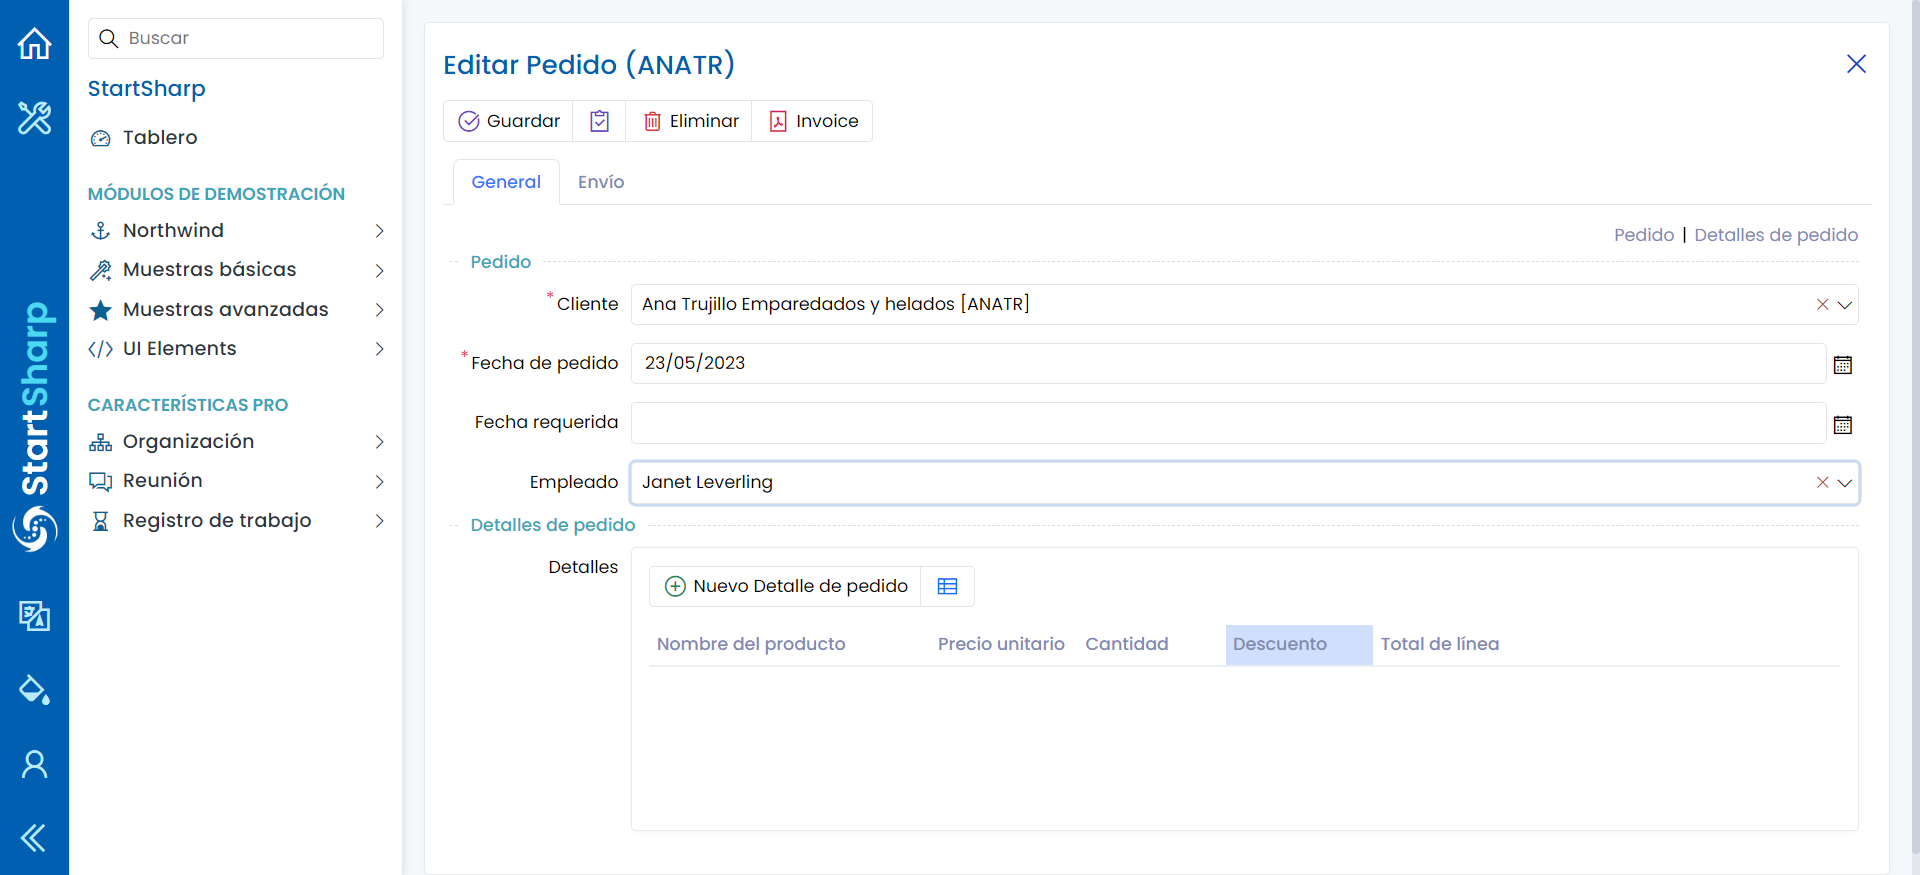 StartSharp
Buscar
StartSharp
Tablero
MÓDULOS DE DEMOSTRACIÓN
Northwind
Muestras básicas
Muestras avanzadas
UI Elements
CARACTERÍSTICAS PRO
Organización
Reunión
Registro de trabajo
Editar Pedido (ANATR)
Guardar
Eliminar
Invoice
General
Envío
Pedido | Detalles de pedido
Pedido
* Cliente Ana Trujillo Emparedados y helados [ANATR]
* Fecha de pedido 23/05/2023
Fecha requerida
Empleado Janet Leverling
Detalles de pedido
Detalles
Nuevo Detalle de pedido
Nombre del producto Precio unitario Cantidad Descuento Total de línea